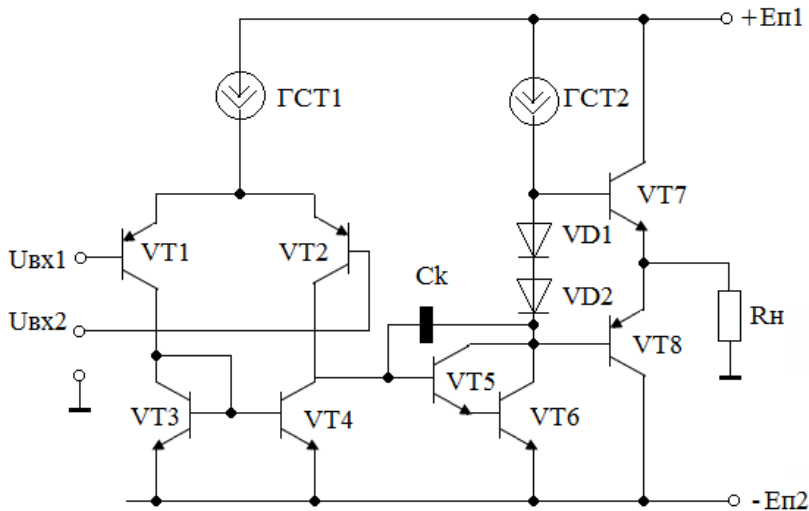 +Eп1
ГСТ1
ГСТ2
VT7
VD1
VT1
VT2
Uвх1
Ck
VD2
Uвх2
Rн
VT8
VT5
VT3
VT4
VT6
- Eп2